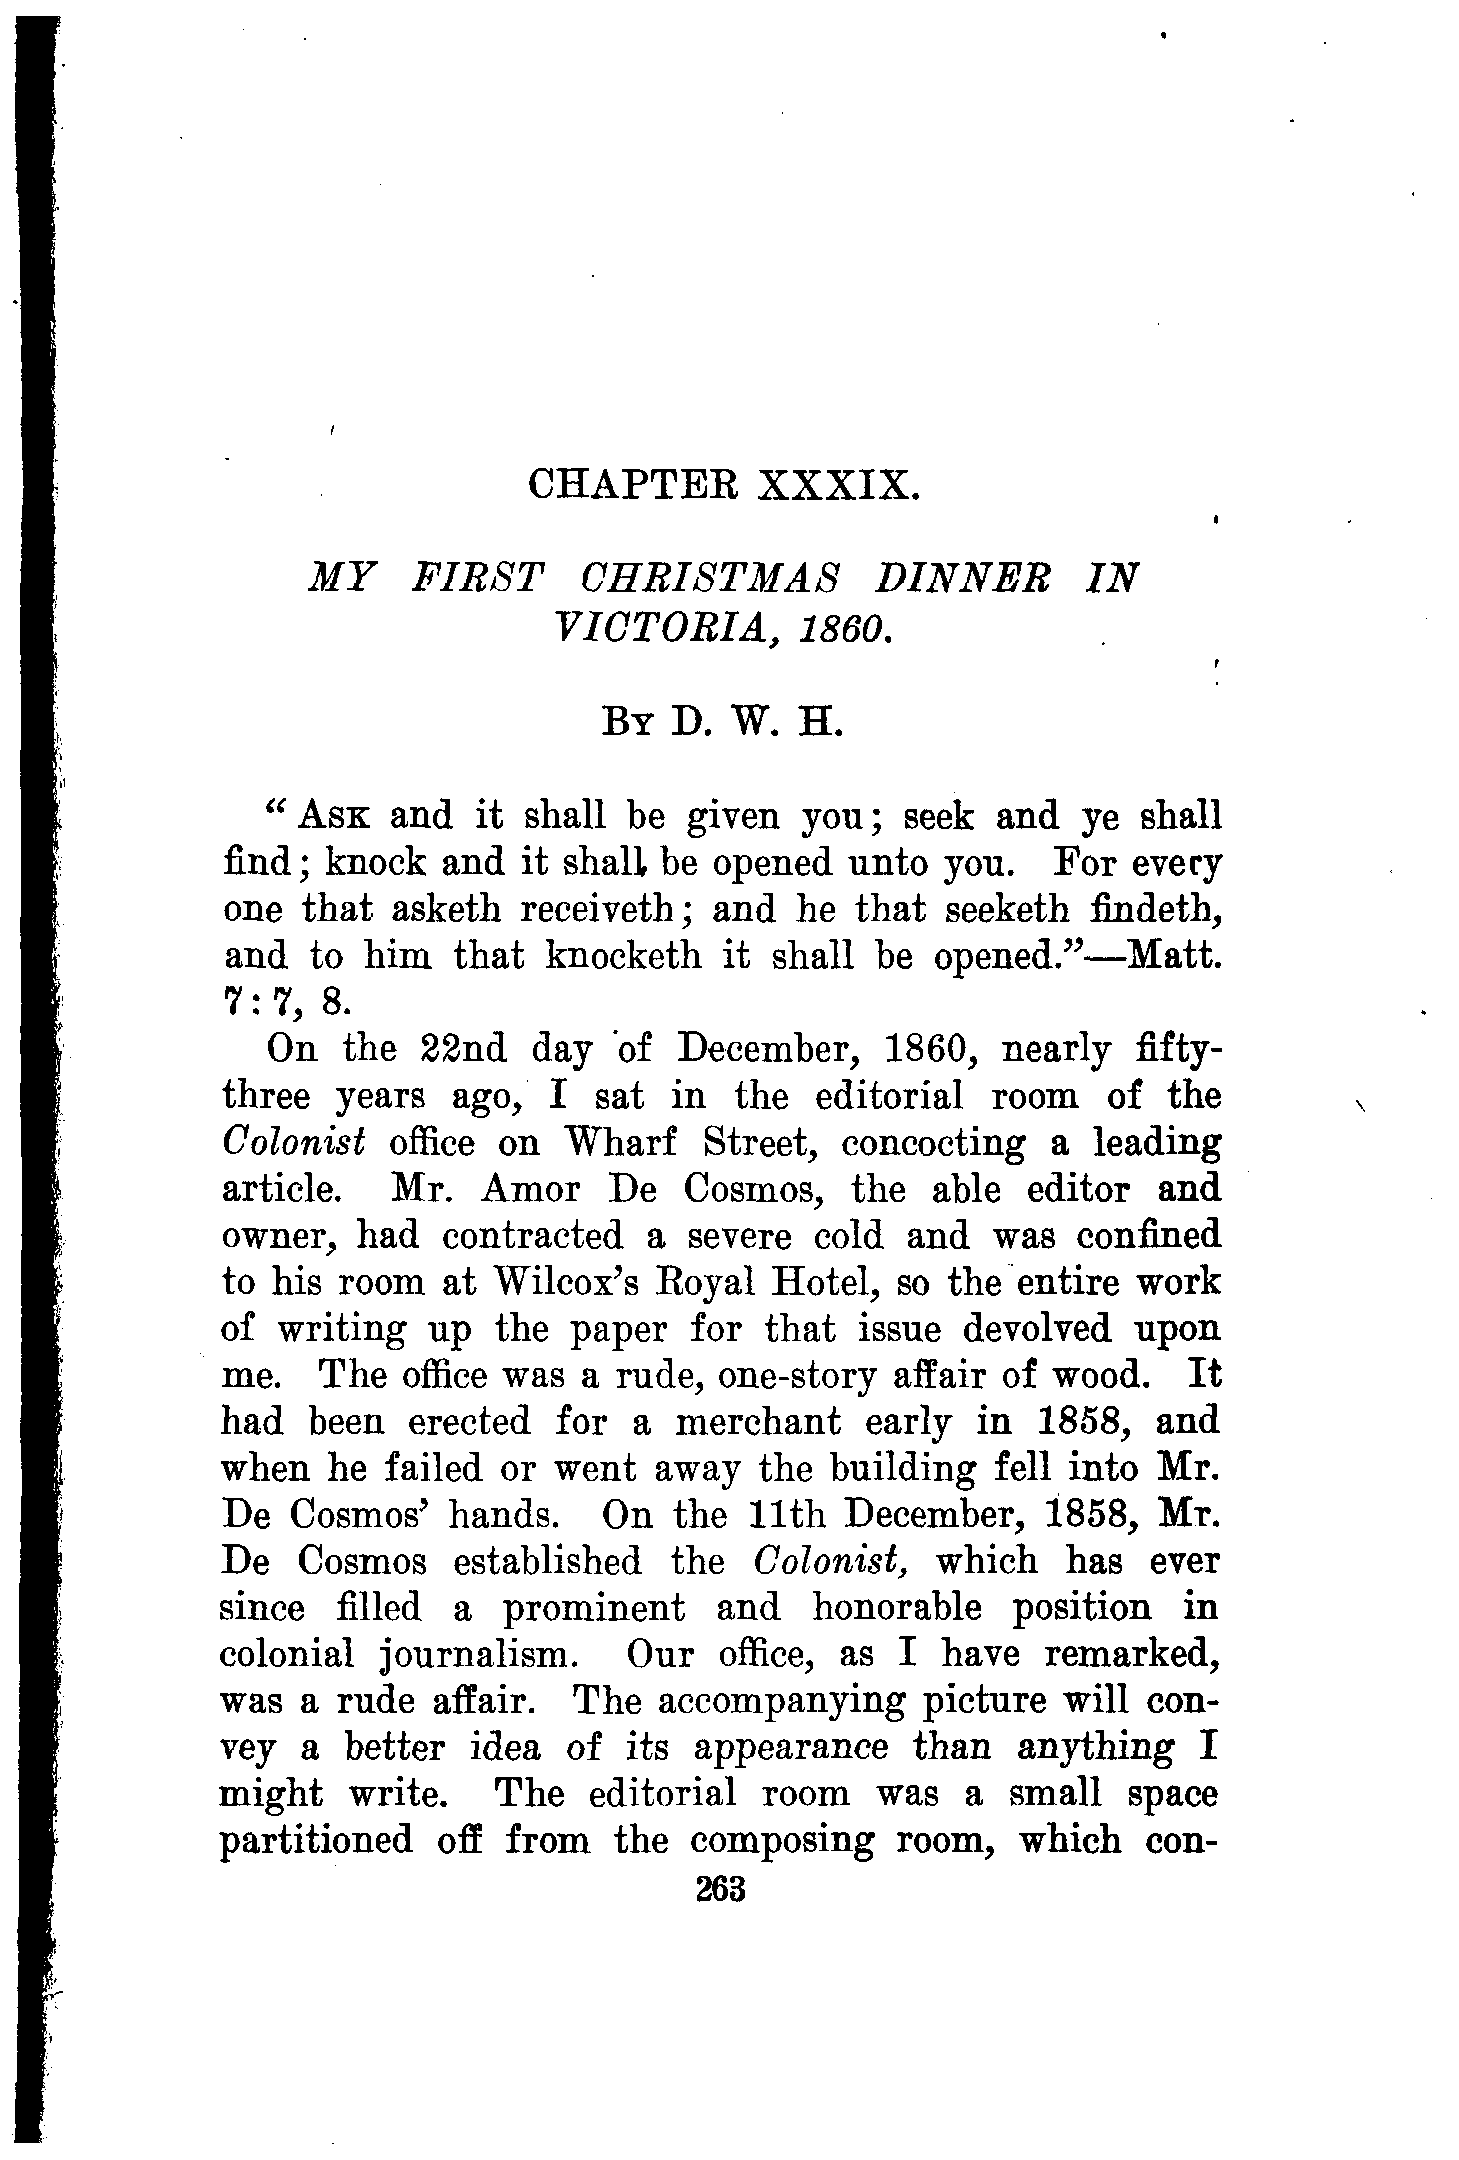 CHAPTER XXXIX.
MY FIRST CHRISTMAS DINNER IN
VICTORIA, 1860.
By D. W. H.
“ Ask and it shall be given you; seek and ye shall
find; knock and it shall be opened unto you. For every
one that asketh receiveth; and he that seeketh findeth,
and to him that knocketh it shall be opened.”—Matt.
7: 7, 8.
On the 22nd day of December, 1860, nearly fifty-
three years ago, I sat in the editorial room of the
Colonist office on Wharf Street, concocting a leading
article. Mr. Amor De Cosmos, the able editor and
owner, had contracted a severe cold and was confined
to his room at Wilcox’s Royal Hotel, so the entire work
of writing up the paper for that issue devolved upon
me. The office was a rude, one-story affair of wood. It
had been erected for a merchant early in 1858, and
when he failed or went away the building fell into Mr.
De Cosmos’ hands. On the 11th December, 1858, Mr.
De Cosmos established the Colonist, which has ever
since filled a prominent and honorable position in
colonial journalism. Our office, as I have remarked,
was a rude affair. The accompanying picture will con-
vey a better idea of its appearance than anything I
might write. The editorial room was a small space
partitioned off from the composing room, which con-
263